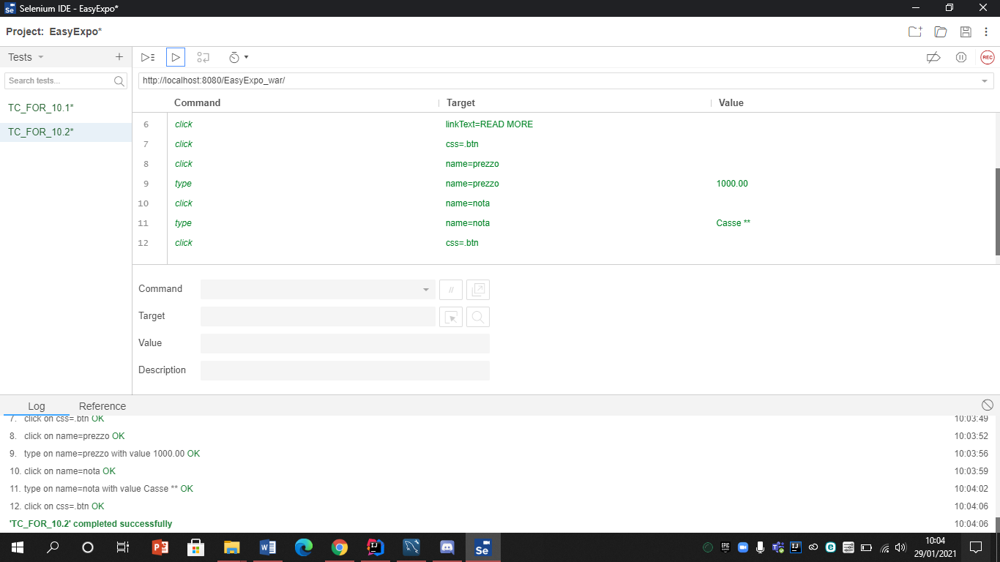 Selenium IDE - EasyExpo*
Project: EasyExpo*
Tests
Search tests...
TC_FOR_10.1*
TC_FOR_10.2*
REC
http://localhost:8080/EasyExpo_war/
Command Target Value
6 click linkText=READ MORE
7 click css=.btn
8 click name=prezzo
9 type name=prezzo 1000.00
10 click name=nota
11 type name=nota Casse **
12 click css=.btn
Command //
Target
Value
Description
Log Reference
7. click on css=.btn OK 10:03:49
8. click on name=prezzo OK 10:03:52
9. type on name=prezzo with value 1000.00 OK 10:03:56
10. click on name=nota OK 10:03:59
11. type on name=nota with value Casse ** OK 10:04:02
12. click on css=.btn OK 10:04:06
'TC_FOR_10.2' completed successfully 10:04:06
10:04
29/01/2021